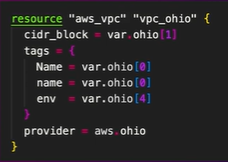 resource "aws_vpc" "vpc_ohio" {
  cidr_block = var.ohio[1]
  tags = {
    Name = var.ohio[0]
    name = var.ohio[0]
    env  = var.ohio[4]
  }
  provider = aws.ohio
}